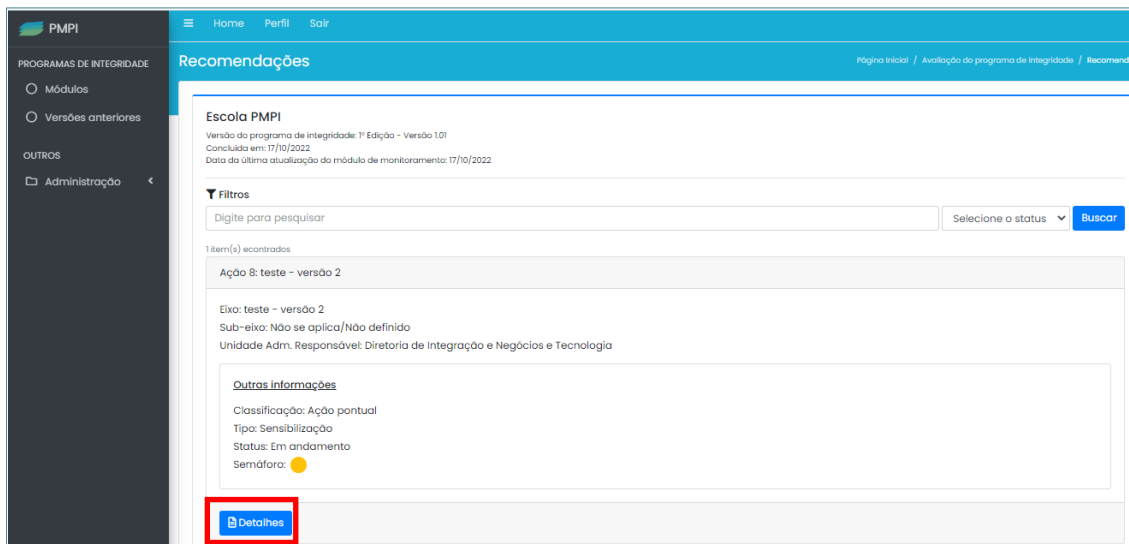 PMPI
Home Perfil Sair
PROGRAMAS DE INTEGRIDADE
Módulos
Versões anteriores
OUTROS
Administração
Recomendações
Página Inicial / Avaliação do programa de integridade / Recomend
Escola PMPI
Versão do programa de integridade: 1ª Edição - Versão 1.01
Concluída em: 17/10/2022
Data da última atualização do módulo de monitoramento: 17/10/2022
Filtros
Digite para pesquisar
Selecione o status
Buscar
1 item(s) econtrados
Ação 8: teste - versão 2
Eixo: teste - versão 2
Sub-eixo: Não se aplica/Não definido
Unidade Adm. Responsável: Diretoria de Integração e Negócios e Tecnologia
Outras informações
Classificação: Ação pontual
Tipo: Sensibilização
Status: Em andamento
Semáforo:
Detalhes